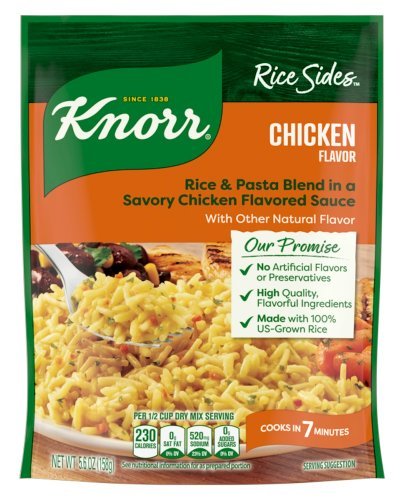 SINCE 1838
Knorr®
Rice Sides™
CHICKEN
FLAVOR
Rice & Pasta Blend in a
Savory Chicken Flavored Sauce
With Other Natural Flavor
Our Promise
✓ No Artificial Flavors
or Preservatives
✓ High Quality,
Flavorful Ingredients
✓ Made with 100%
US-Grown Rice
PER 1/2 CUP DRY MIX SERVING
230
CALORIES
0g
SAT FAT
0% DV
520mg
SODIUM
23% DV
0g
ADDED
SUGARS
0% DV
See nutritional information for as prepared portion
NET WT. 5.6 OZ (158g)
COOKS IN 7 MINUTES
SERVING SUGGESTION